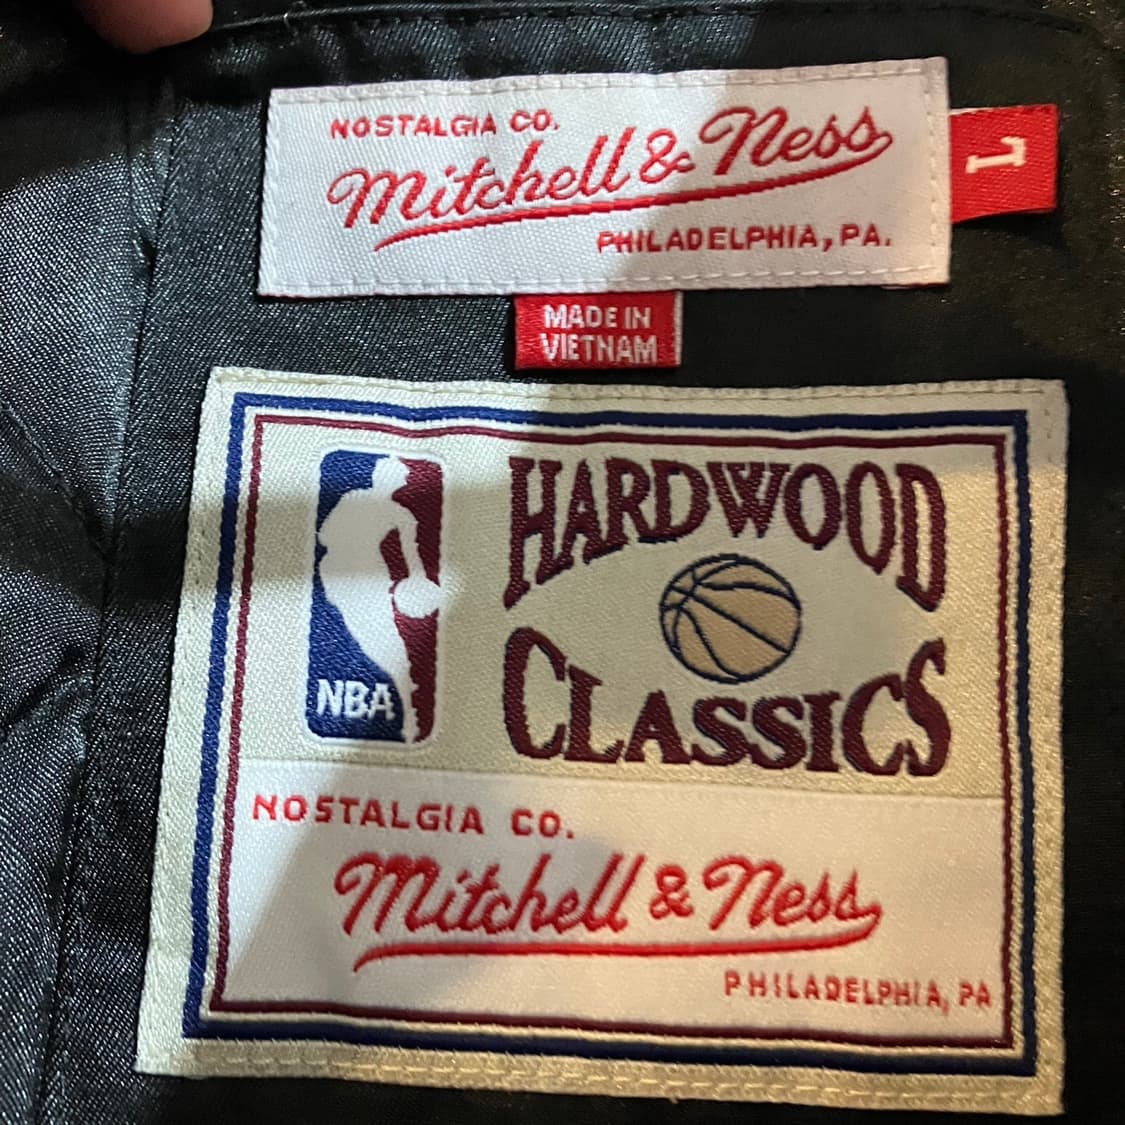 NOSTALGIA CO.
Mitchell & Ness
PHILADELPHIA, PA.
L
MADE IN
VIETNAM
NBA
HARDWOOD
CLASSICS
NOSTALGIA CO.
Mitchell & Ness
PHILADELPHIA, PA